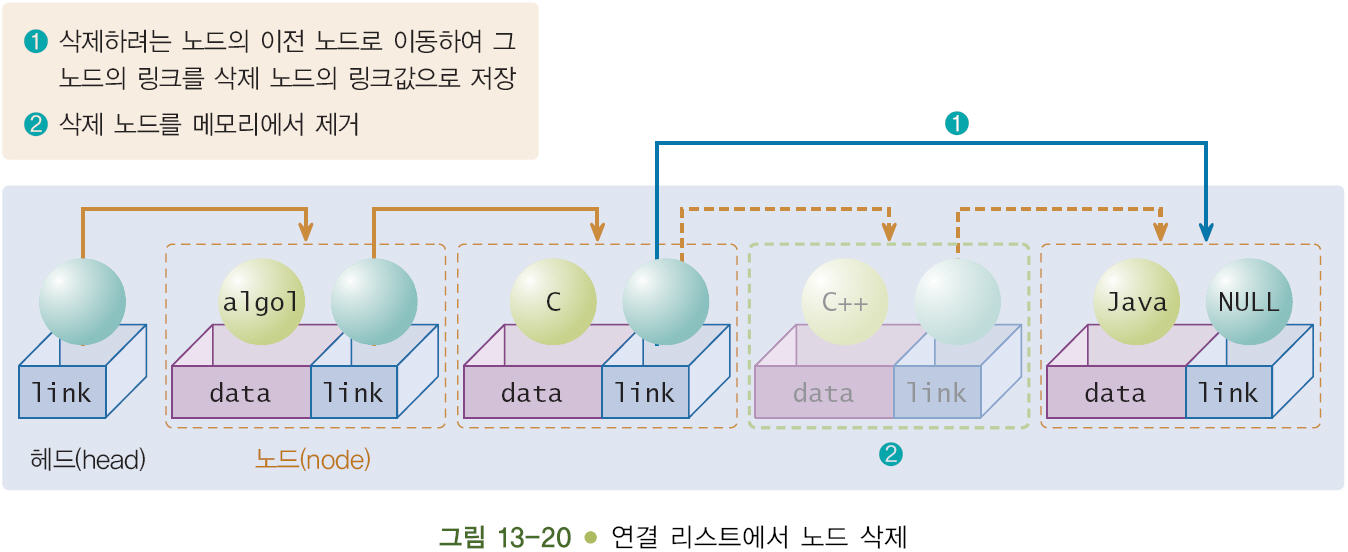 ❶ 삭제하려는 노드의 이전 노드로 이동하여 그
노드의 링크를 삭제 노드의 링크값으로 저장
❷ 삭제 노드를 메모리에서 제거
❶
algol C C++ Java NULL
link data link data link data link data link
헤드(head) 노드(node) ❷
그림 13-20 ● 연결 리스트에서 노드 삭제